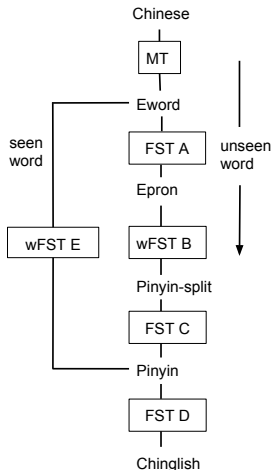 Chinese
MT
Eword
seen
word
FST A
unseen
word
Epron
wFST E
wFST B
Pinyin-split
FST C
Pinyin
FST D
Chinglish